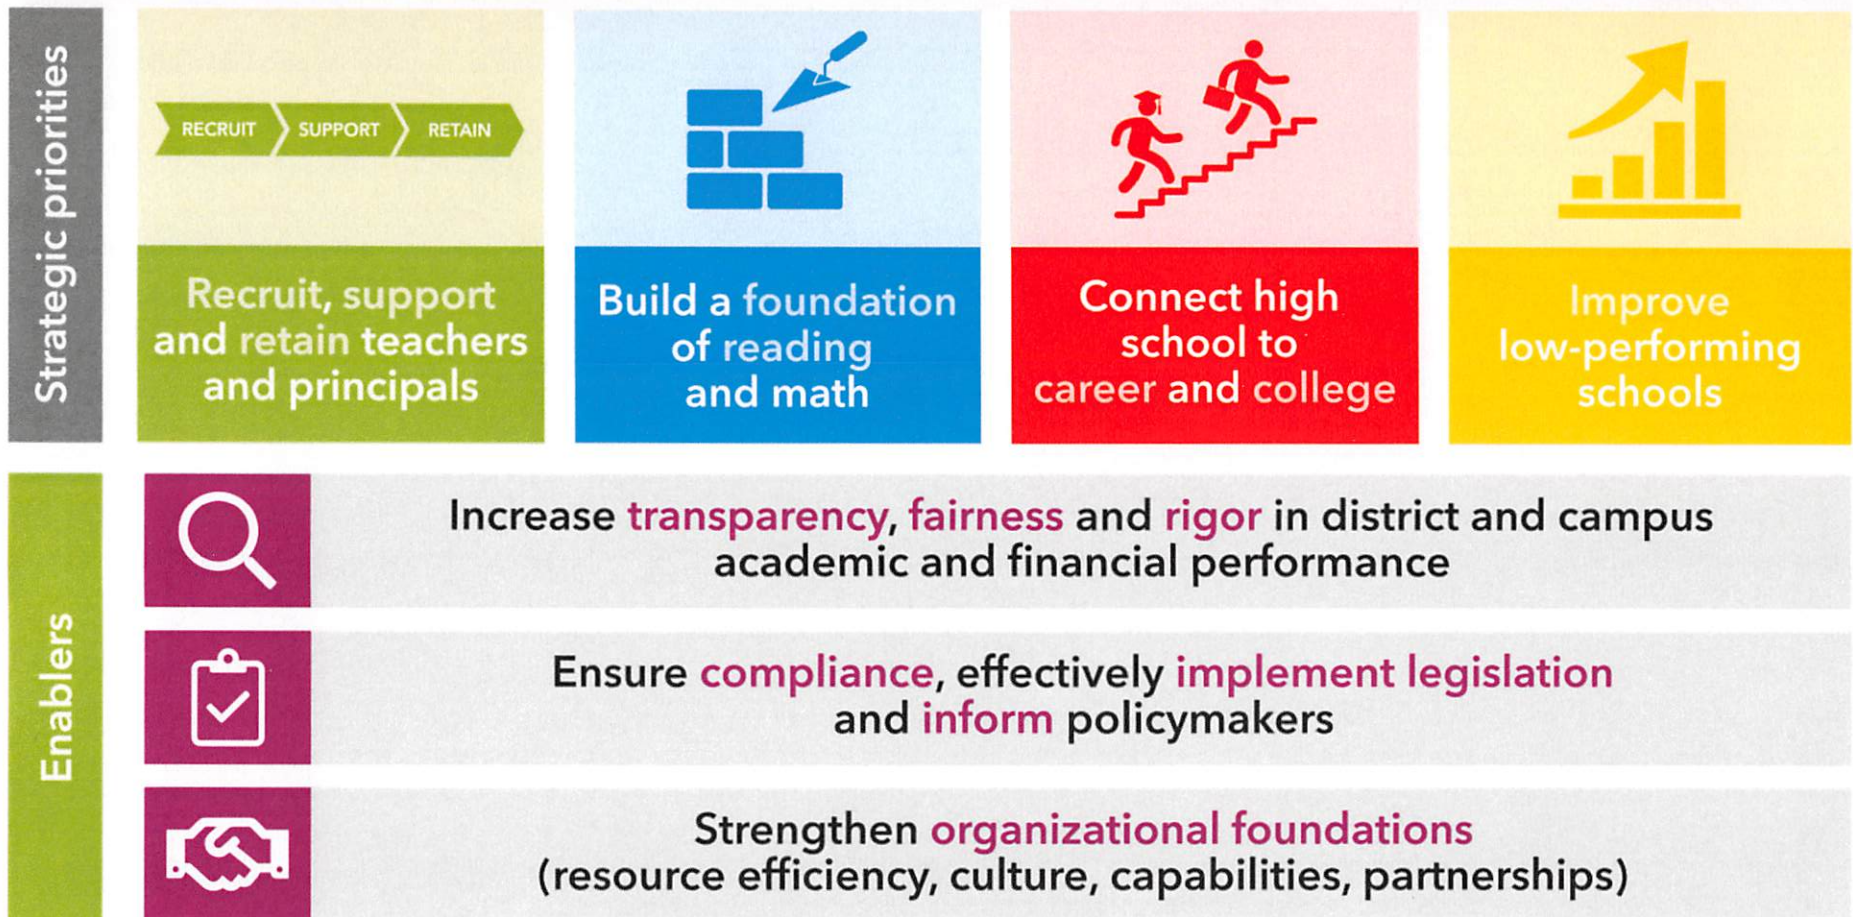 Strategic priorities
RECRUIT
SUPPORT
RETAIN
Recruit, support
and retain teachers
and principals
Build a foundation
of reading
and math
Connect high
school to
career and college
Improve
low-performing
schools
Enablers
Increase transparency, fairness and rigor in district and campus
academic and financial performance
Ensure compliance, effectively implement legislation
and inform policymakers
Strengthen organizational foundations
(resource efficiency, culture, capabilities, partnerships)